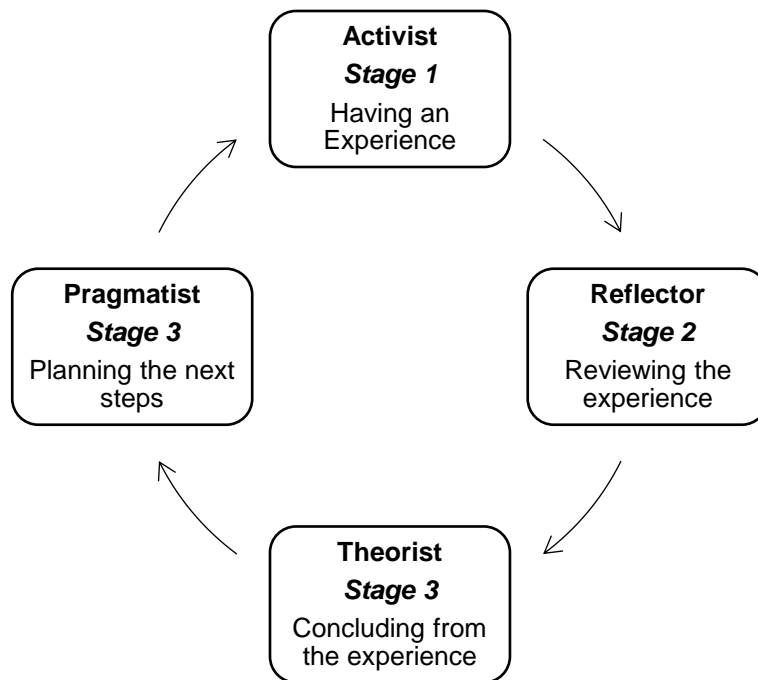 Activist
Stage 1
Having an
Experience
Reflector
Stage 2
Reviewing the
experience
Theorist
Stage 3
Concluding from
the experience
Pragmatist
Stage 3
Planning the next
steps